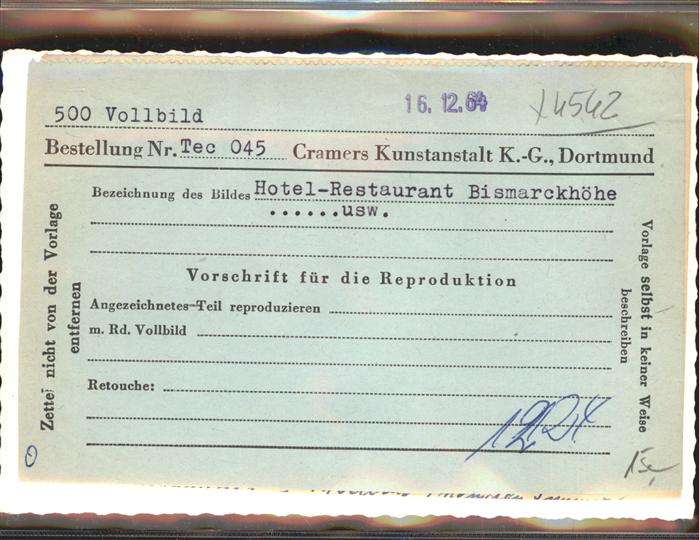 16.12.64
500 Vollbild
Bestellung Nr. Tec 045 Cramers Kunstanstalt K.-G., Dortmund
Bezeichnung des Bildes Hotel-Restaurant Bismarckhöhe
......usw.
Vorschrift für die Reproduktion
Angezeichnetes Teil reproduzieren
m. Rd. Vollbild
Retouche:
Zettel nicht von der Vorlage
entfernen
Vorlage selbst in keiner Weise
beschreiben